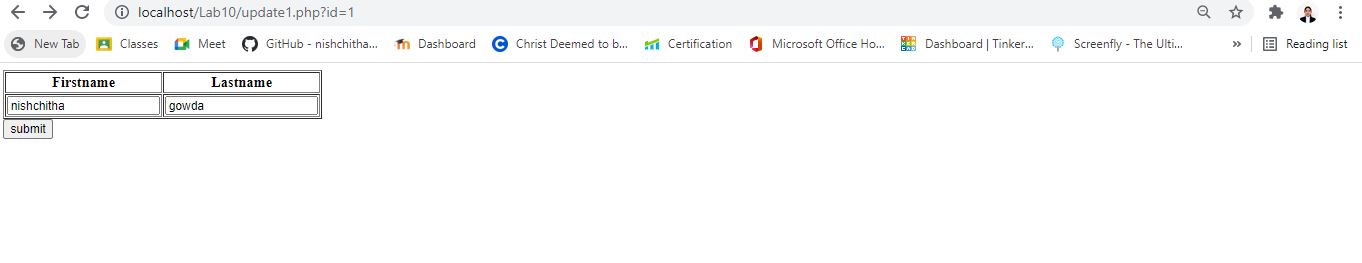 localhost/Lab10/update1.php?id=1
New Tab Classes Meet GitHub - nishchitha... Dashboard Christ Deemed to b... Certification Microsoft Office Ho... Dashboard | Tinker... Screenfly - The Ulti... » Reading list
Firstname Lastname
nishchitha gowda
submit